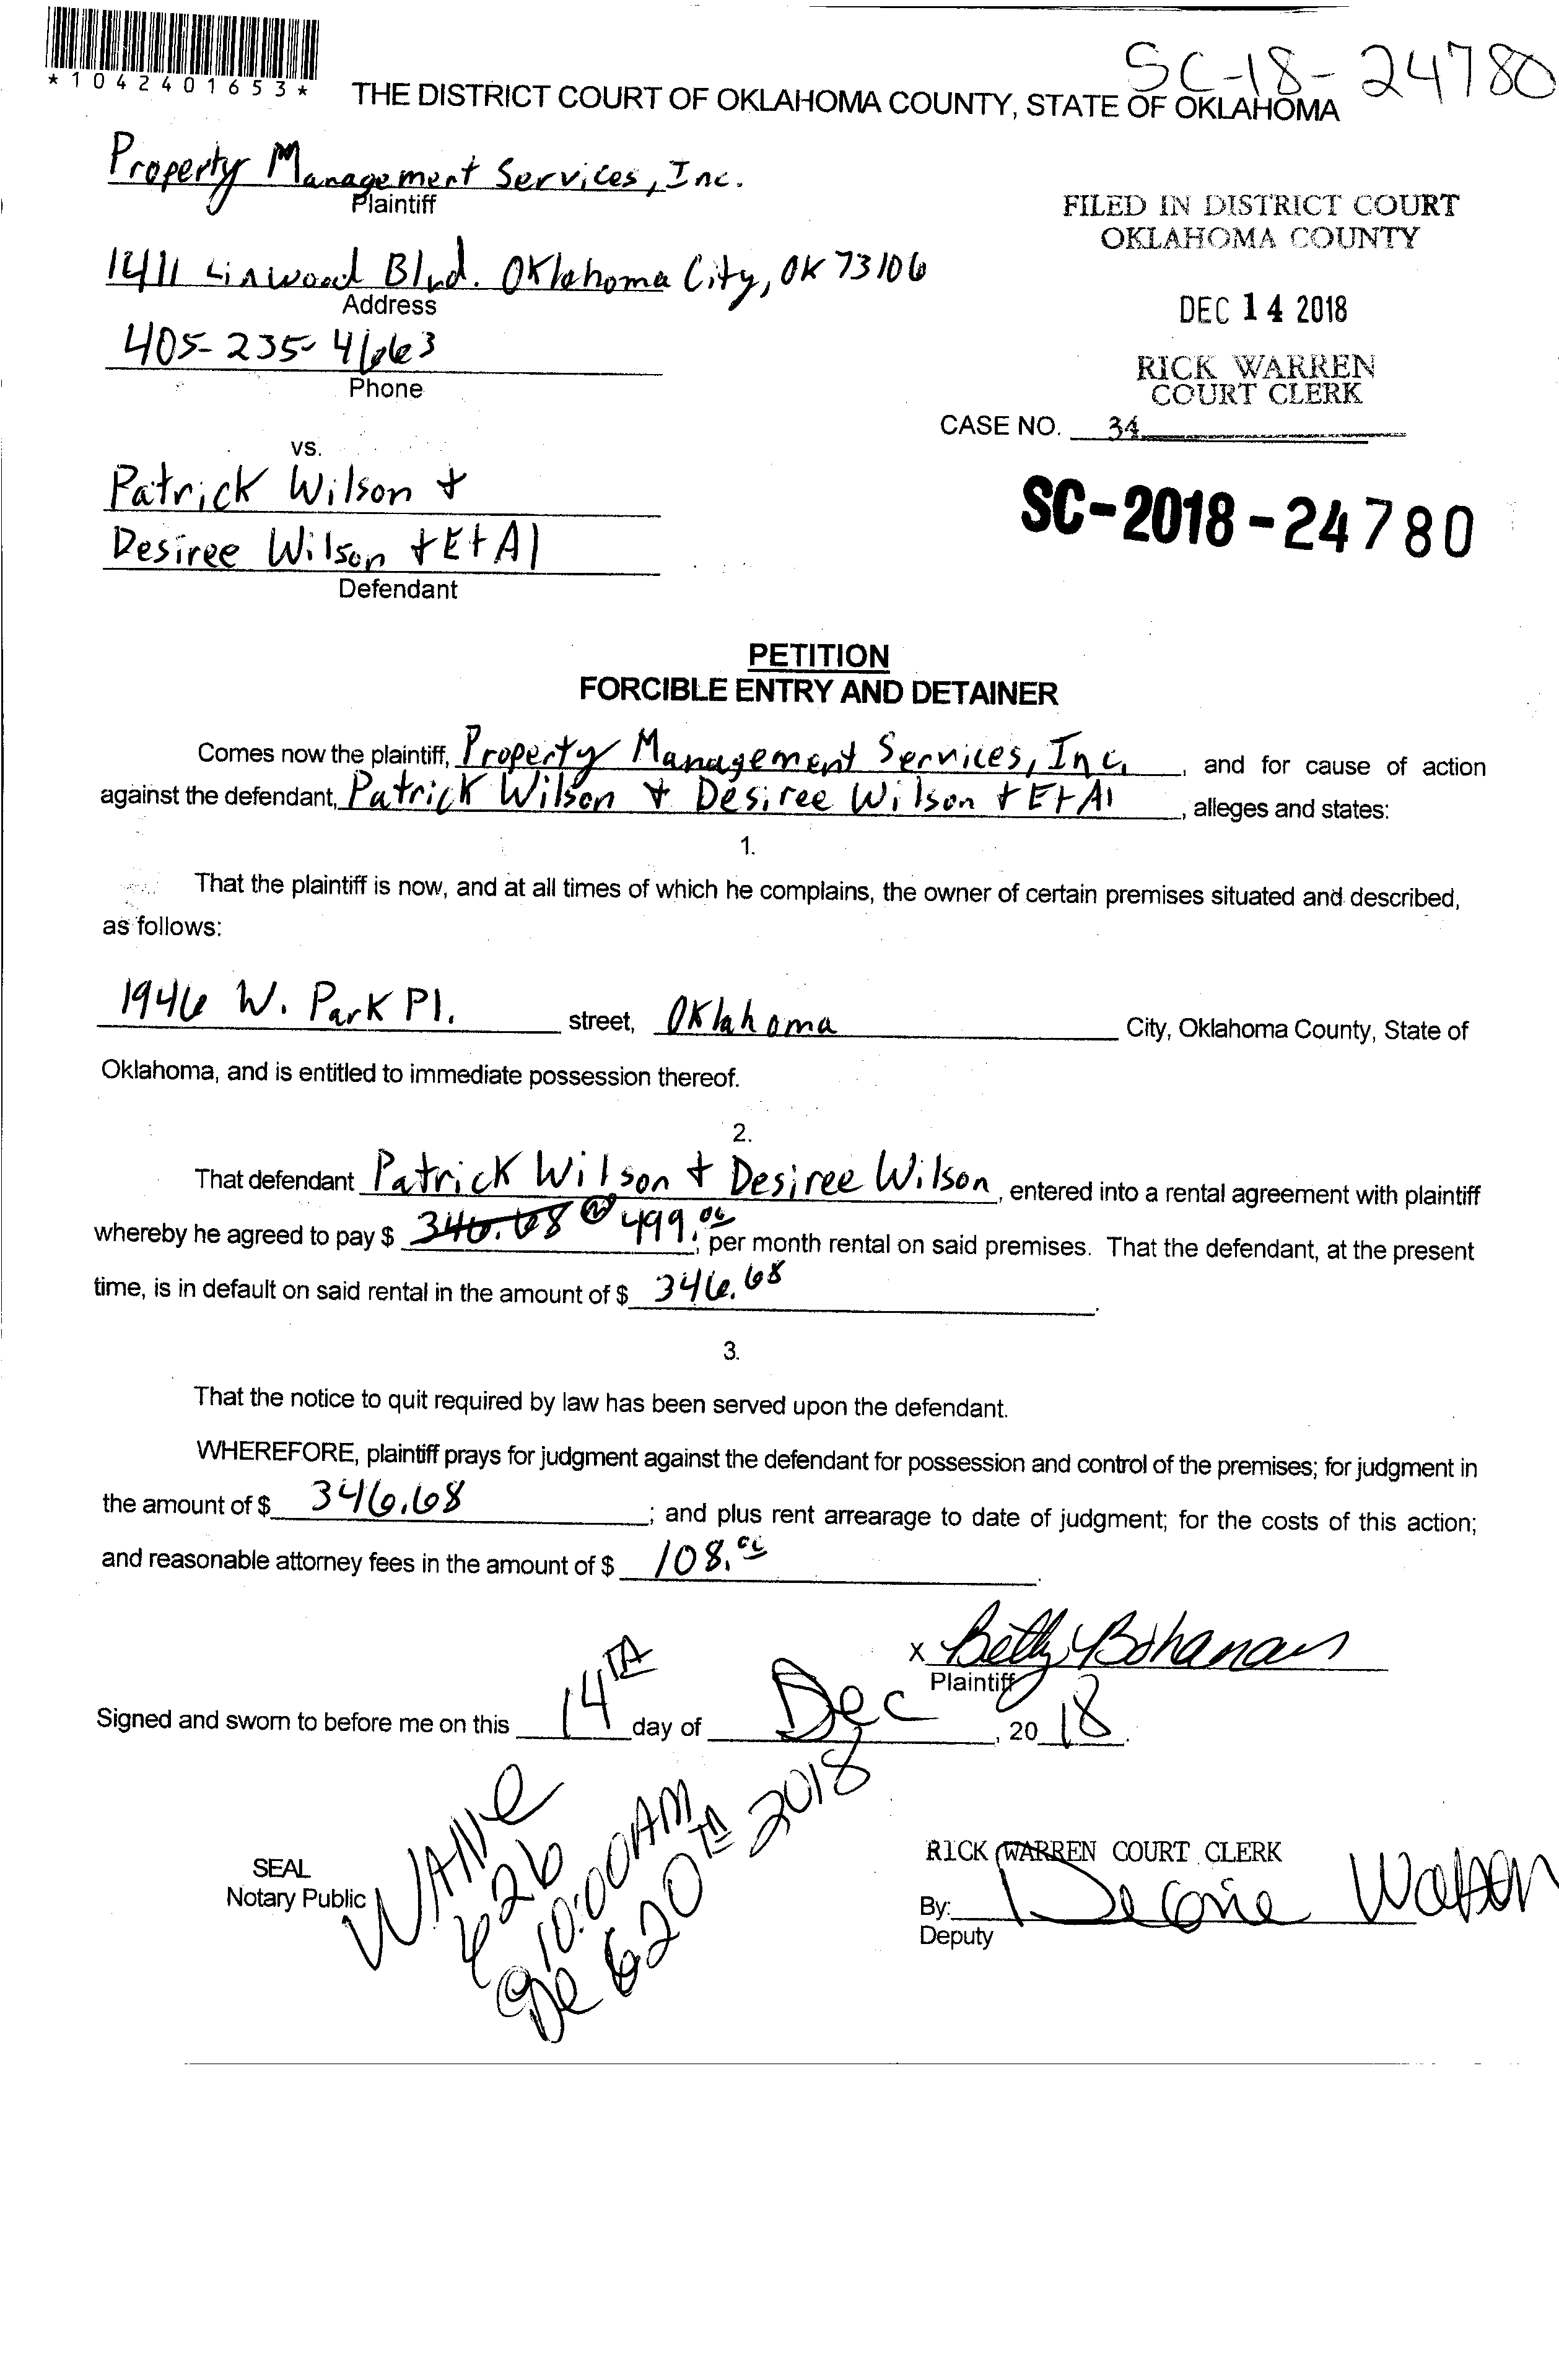 SC-18-24780
*1042401653*
THE DISTRICT COURT OF OKLAHOMA COUNTY, STATE OF OKLAHOMA
Property Management Services, Inc.
Plaintiff
FILED IN DISTRICT COURT
OKLAHOMA COUNTY
1411 Linwood Blvd. Oklahoma City, OK 73106
Address
DEC 14 2018
405-235-4663
Phone
RICK WARREN
COURT CLERK
CASE NO. 34
vs.
Patrick Wilson +
SC-2018-24780
Desiree Wilson + Et Al
Defendant
PETITION
FORCIBLE ENTRY AND DETAINER
Comes now the plaintiff, Property Management Services, Inc., and for cause of action
against the defendant, Patrick Wilson + Desiree Wilson + Et Al, alleges and states:
1.
That the plaintiff is now, and at all times of which he complains, the owner of certain premises situated and described,
as follows:
1946 W. Park Pl. street, Oklahoma City, Oklahoma County, State of
Oklahoma, and is entitled to immediate possession thereof.
2.
That defendant Patrick Wilson + Desiree Wilson, entered into a rental agreement with plaintiff
whereby he agreed to pay $ 346.68 499.00, per month rental on said premises. That the defendant, at the present
time, is in default on said rental in the amount of $ 346.68.
3.
That the notice to quit required by law has been served upon the defendant.
WHEREFORE, plaintiff prays for judgment against the defendant for possession and control of the premises; for judgment in
the amount of $ 346.68; and plus rent arrearage to date of judgment; for the costs of this action;
and reasonable attorney fees in the amount of $ 108.00.
x Betty Bohanan
Plaintiff
Signed and sworn to before me on this 14th day of Dec, 2018.
10:00 AM
20th 2018
SEAL
Notary Public
RICK WARREN COURT CLERK
By:
Deputy